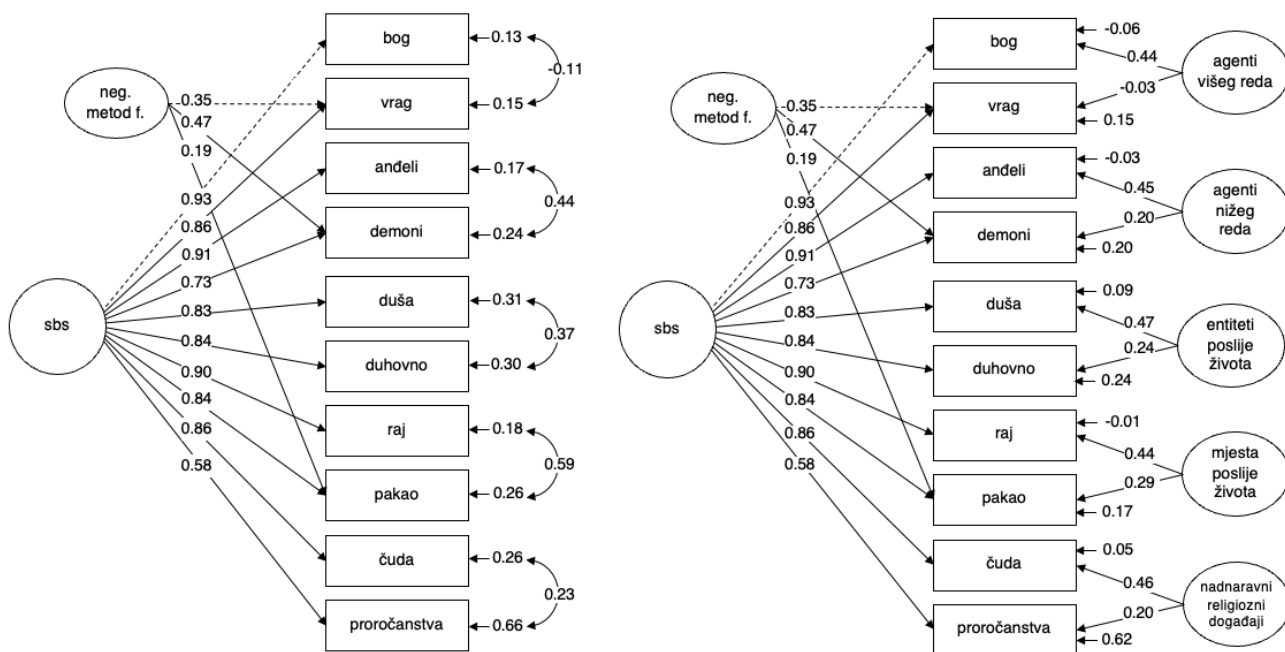 bog
0.13
-0.11
neg.
metod f.
0.35
vrag
0.15
0.47
0.19
anđeli
0.17
0.44
0.93
demoni
0.24
0.86
0.91
0.73
duša
0.31
sbs
0.83
0.37
0.84
duhovno
0.30
0.90
0.84
raj
0.18
0.86
0.59
0.58
pakao
0.26
čuda
0.26
0.23
proročanstva
0.66
bog
-0.06
0.44
agenti
višeg reda
neg.
metod f.
-0.35
vrag
-0.03
0.15
0.47
0.19
anđeli
-0.03
0.45
agenti
nižeg
reda
0.93
demoni
0.20
0.20
0.86
0.91
0.73
duša
0.09
sbs
0.83
0.47
entiteti
poslije
života
0.84
duhovno
0.24
0.24
0.90
0.84
raj
-0.01
0.86
0.44
mjesta
poslije
života
0.58
pakao
0.29
0.17
čuda
0.05
0.46
nadnaravni
religiozni
događaji
proročanstva
0.20
0.62